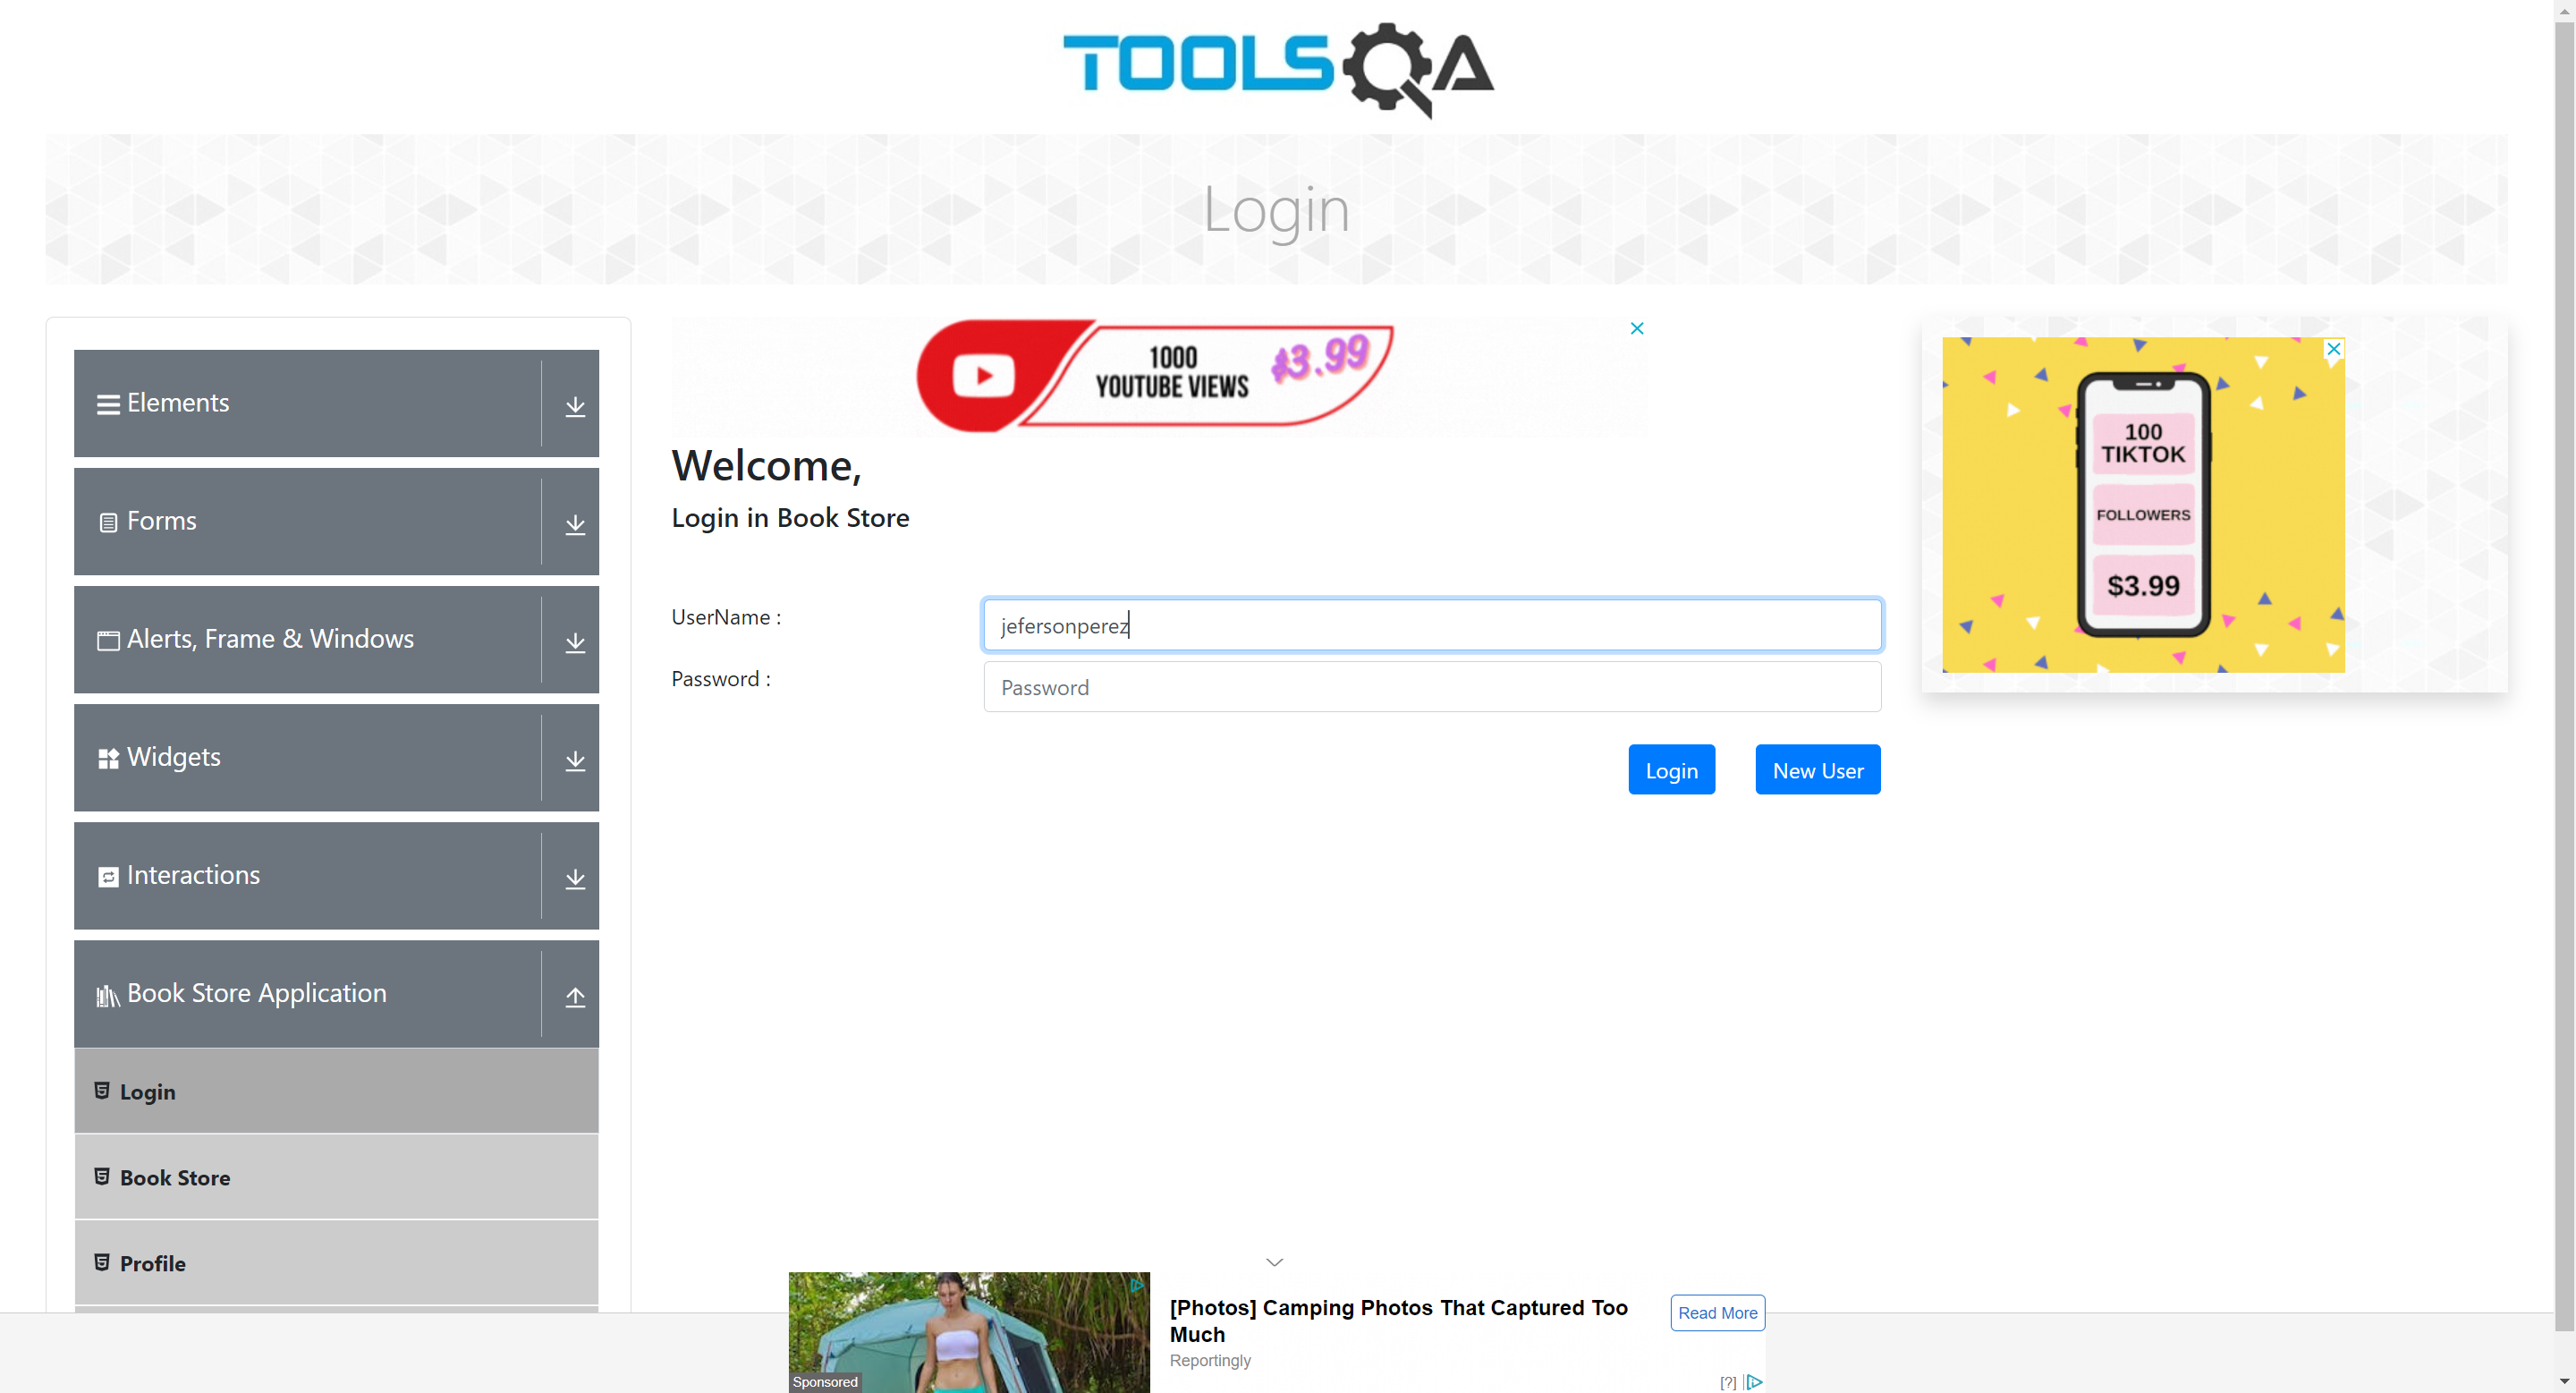 TOOLSQA
Login
Elements
Forms
Alerts, Frame & Windows
Widgets
Interactions
Book Store Application
Login
Book Store
Profile
1000
YOUTUBE VIEWS
$3.99
Welcome,
Login in Book Store
UserName :
jefersonperez
Password :
Password
Login
New User
100
TIKTOK
FOLLOWERS
$3.99
Sponsored
[Photos] Camping Photos That Captured Too
Much
Reportingly
Read More
[?]